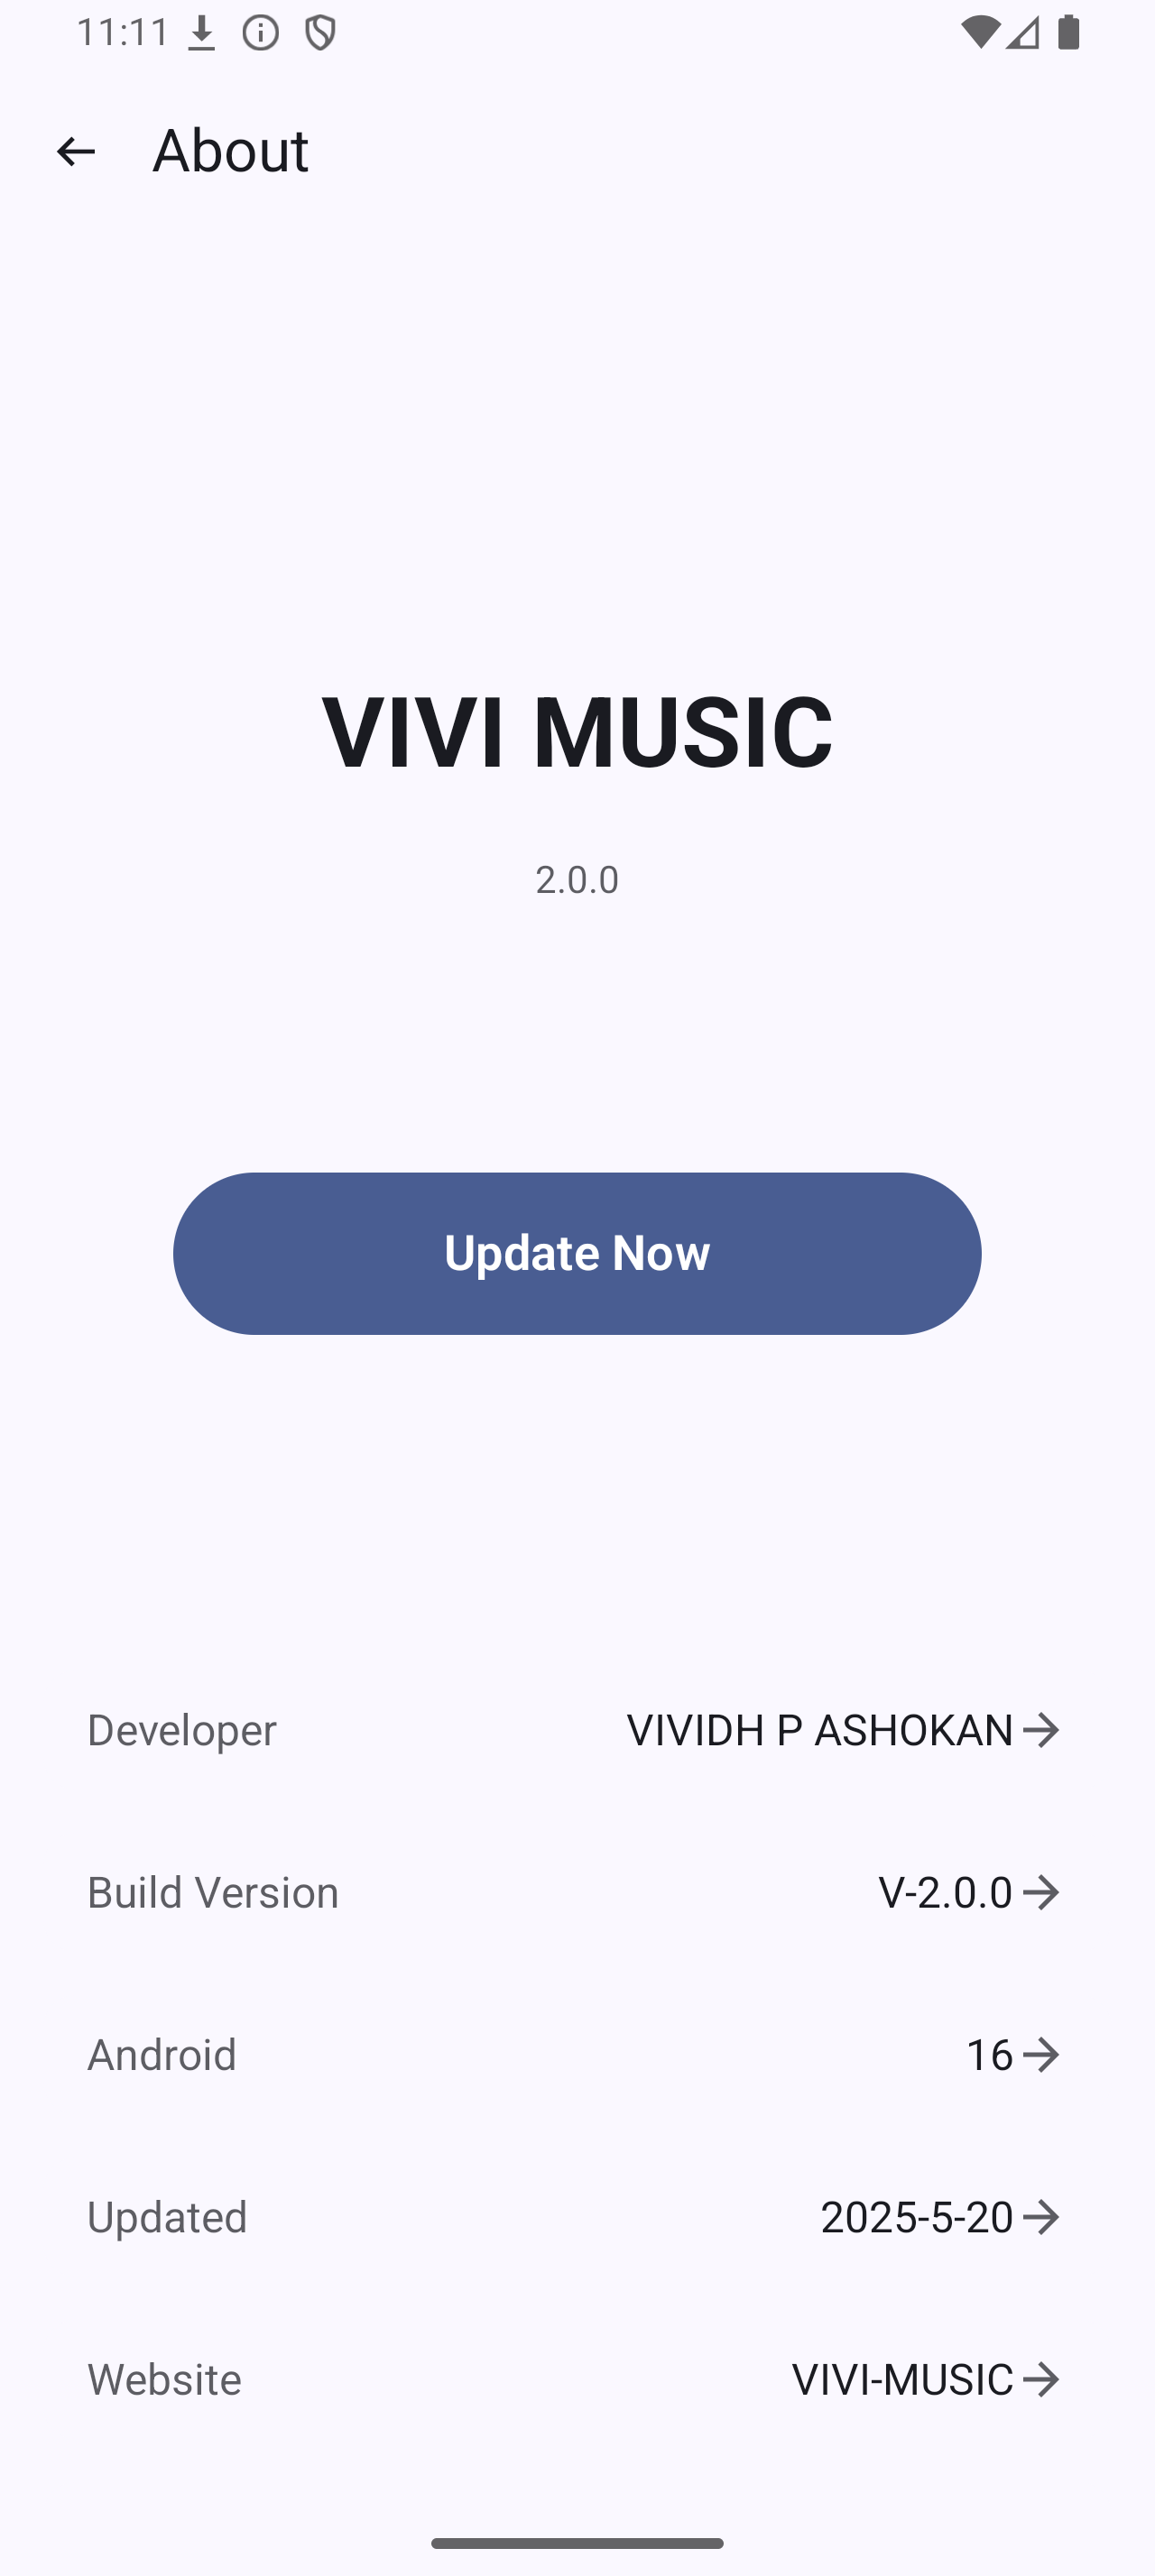 11:11
About
VIVI MUSIC
2.0.0
Update Now
Developer VIVIDH P ASHOKAN
Build Version V-2.0.0
Android 16
Updated 2025-5-20
Website VIVI-MUSIC